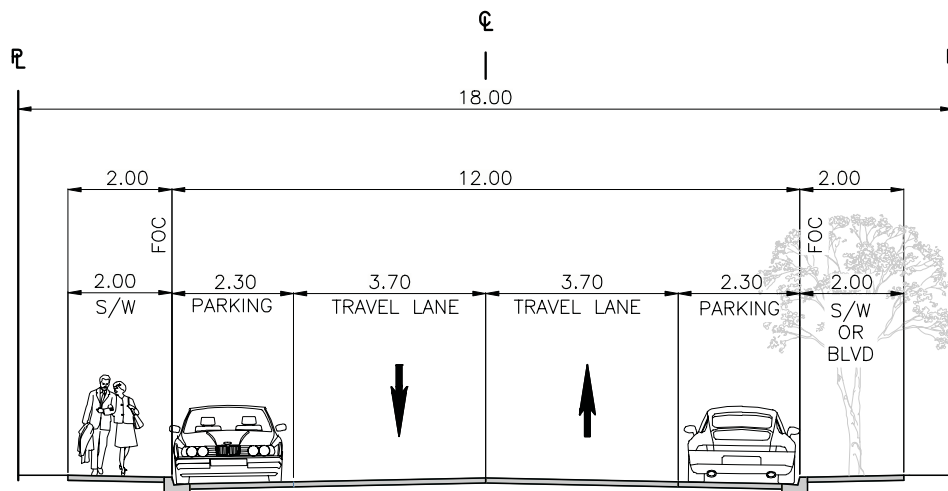 ℄
⅊
18.00
2.00 12.00 2.00
FOC FOC
2.00 2.30 3.70 3.70 2.30 2.00
S/W PARKING TRAVEL LANE TRAVEL LANE PARKING S/W
OR
BLVD